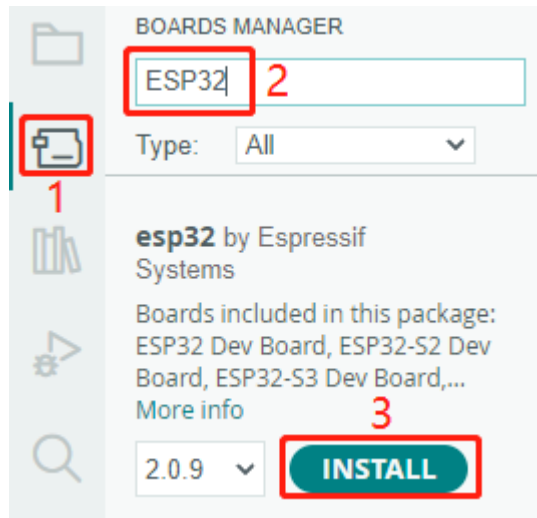 BOARDS MANAGER
ESP32 2
Type: All
1
esp32 by Espressif
Systems
Boards included in this package:
ESP32 Dev Board, ESP32-S2 Dev
Board, ESP32-S3 Dev Board,...
More info
3
2.0.9 INSTALL